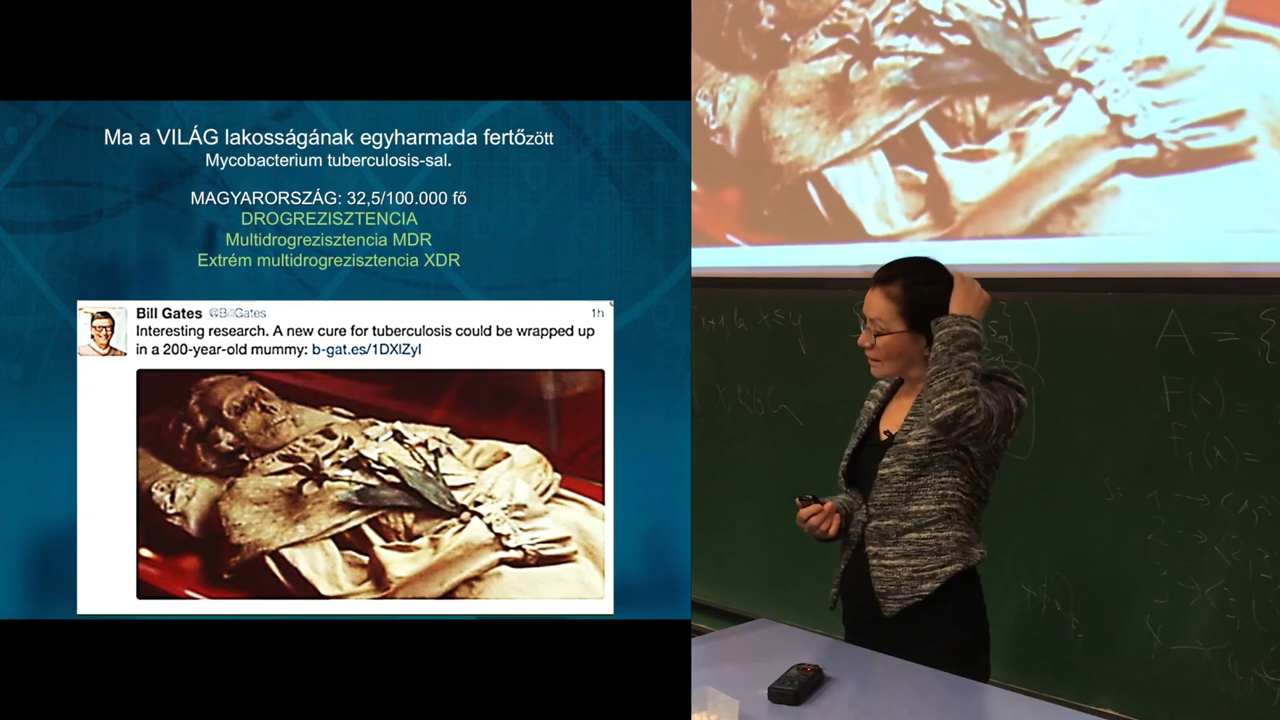 Ma a VILÁG lakosságának egyharmada fertőzött
Mycobacterium tuberculosis-sal.
MAGYARORSZÁG: 32,5/100.000 fő
DROGREZISZTENCIA
Multidrogrezisztencia MDR
Extrém multidrogrezisztencia XDR
Bill Gates @BillGates 1h
Interesting research. A new cure for tuberculosis could be wrapped up
in a 200-year-old mummy: b-gat.es/1DXlZyI
A = {
F(x) =